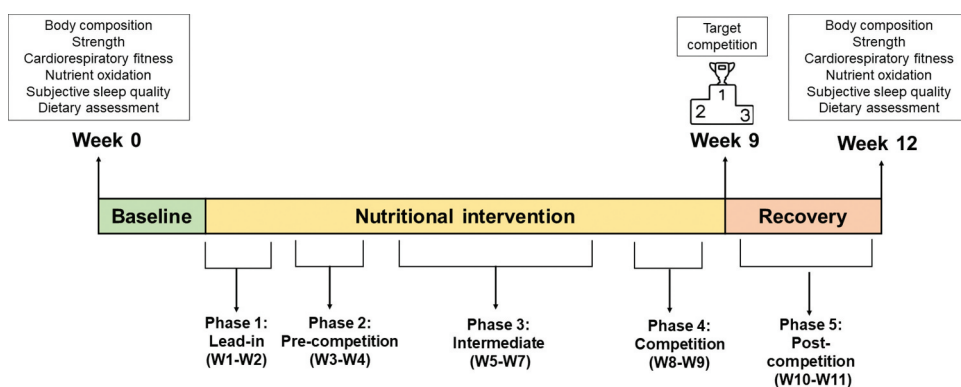 Body composition
Strength
Cardiorespiratory fitness
Nutrient oxidation
Subjective sleep quality
Dietary assessment
Week 0
Target
competition
1
2
3
Week 9
Body composition
Strength
Cardiorespiratory fitness
Nutrient oxidation
Subjective sleep quality
Dietary assessment
Week 12
Baseline
Nutritional intervention
Recovery
Phase 1:
Lead-in
(W1-W2)
Phase 2:
Pre-competition
(W3-W4)
Phase 3:
Intermediate
(W5-W7)
Phase 4:
Competition
(W8-W9)
Phase 5:
Post-
competition
(W10-W11)